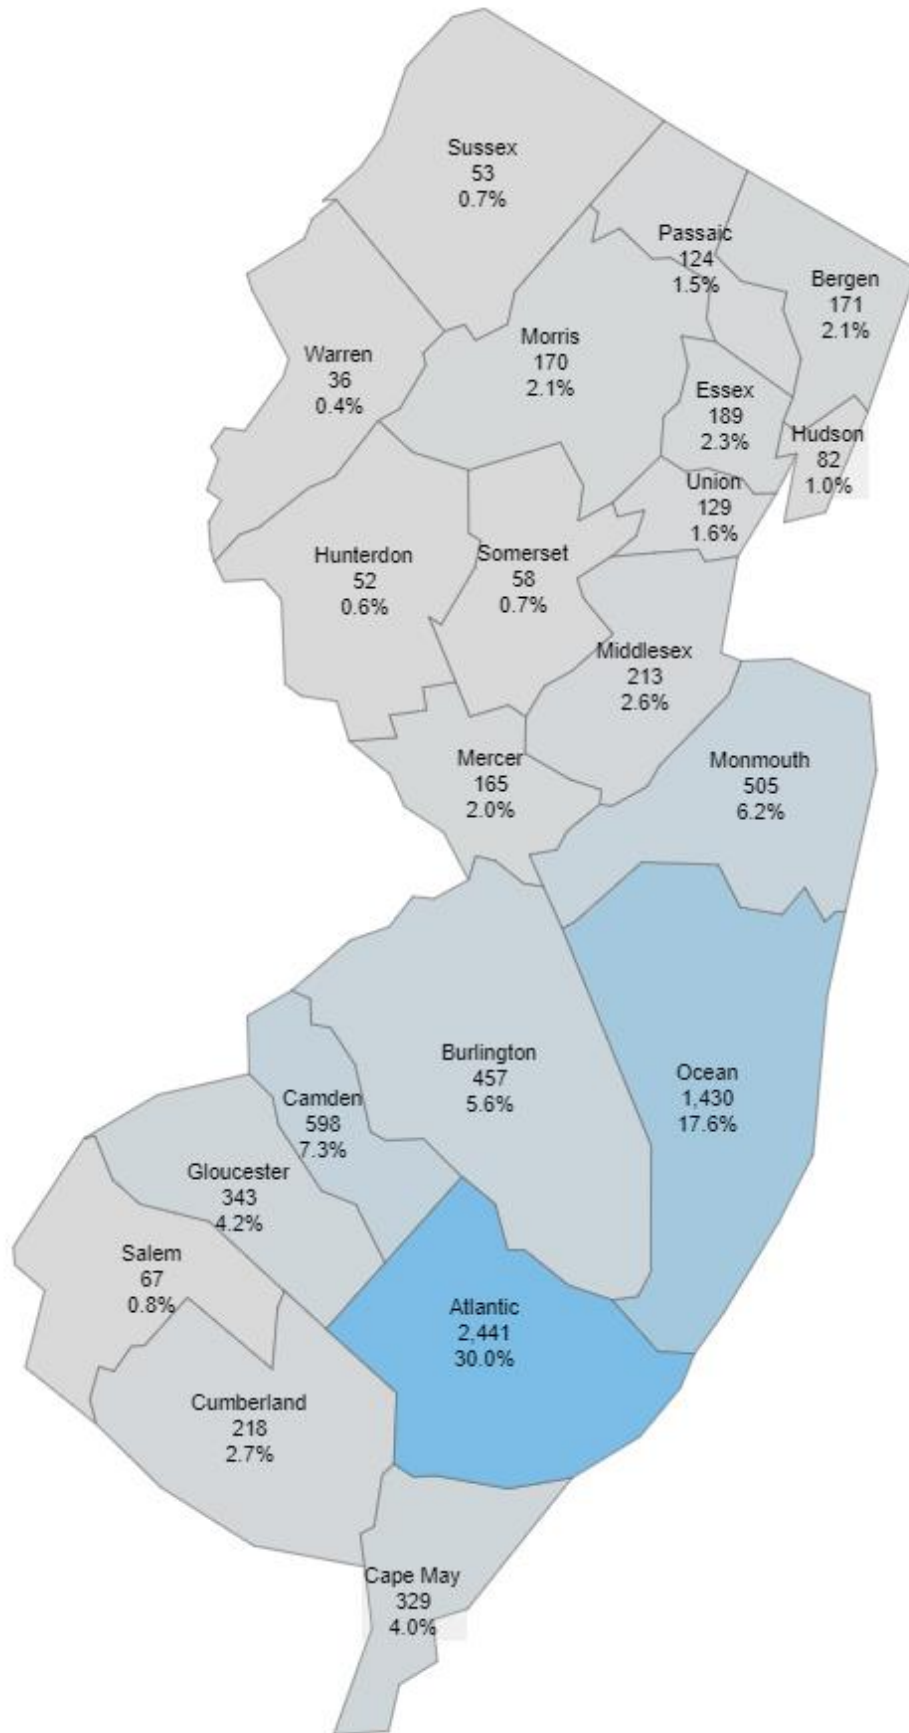 Sussex
53
0.7%
Passaic
124
1.5%
Bergen
171
2.1%
Warren
36
0.4%
Morris
170
2.1%
Essex
189
2.3%
Hudson
82
1.0%
Union
129
1.6%
Hunterdon
52
0.6%
Somerset
58
0.7%
Middlesex
213
2.6%
Mercer
165
2.0%
Monmouth
505
6.2%
Burlington
457
5.6%
Ocean
1,430
17.6%
Camden
598
7.3%
Gloucester
343
4.2%
Salem
67
0.8%
Atlantic
2,441
30.0%
Cumberland
218
2.7%
Cape May
329
4.0%